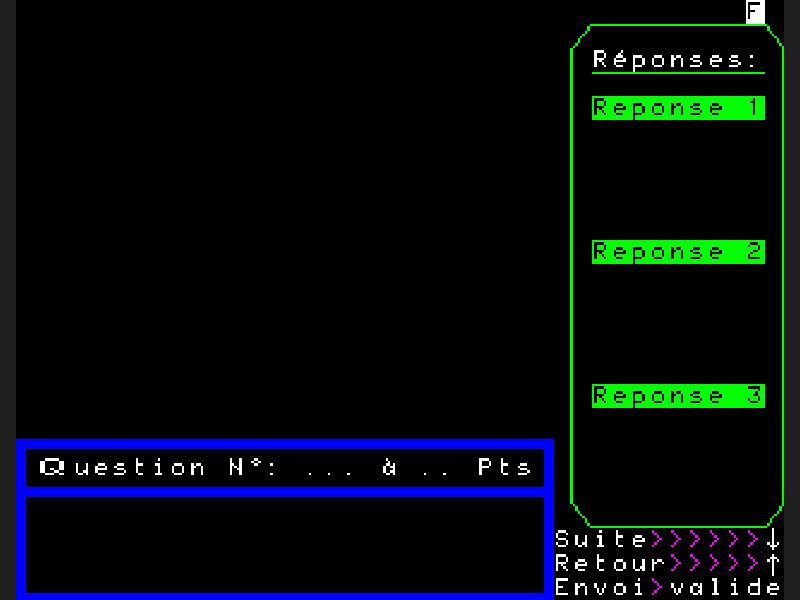 F
Réponses:
Reponse 1
Reponse 2
Reponse 3
Question N°: ... à .. Pts
Suite>>>>>>↓
Retour>>>>>↑
Envoi>valide